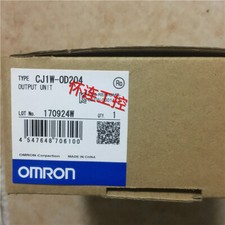 TYPE CJ1W-OD204
OUTPUT UNIT
怀连工控
LOT No. 170924W
QTY. 1
4 547648 706100
OMRON Corporation MADE IN CHINA
OMRON